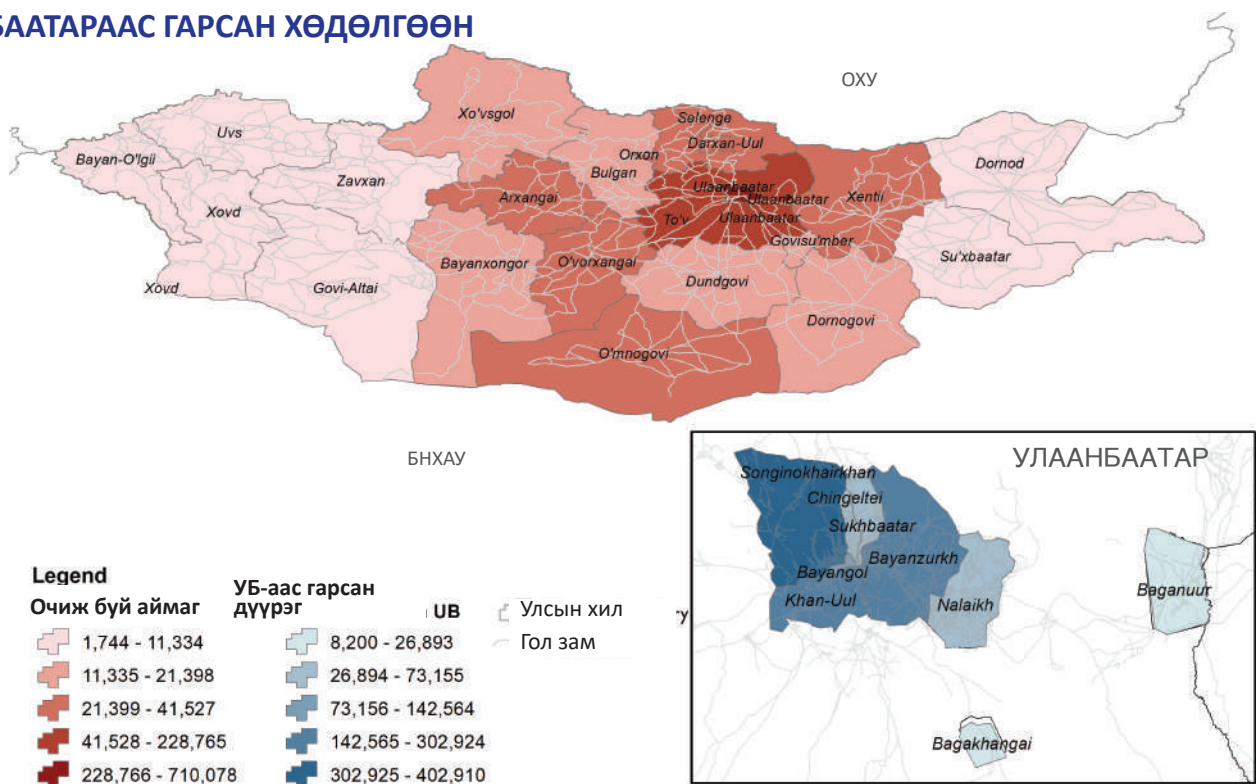 БААТАРААС ГАРСАН ХӨДӨЛГӨӨН
ОХУ
Uvs
Xo'vsgol
Selenge
Bayan-O'lgii
Zavxan
Orxon
Darxan-Uul
Bulgan
Dornod
Xovd
Arxangai
Ulaanbaatar
Ulaanbaatar
Xentii
To'v
Ulaanbaatar
Govisu'mber
Bayanxongor
O'vorxangai
Su'xbaatar
Xovd
Govi-Altai
Dundgovi
Dornogovi
O'mnogovi
БНХАУ
УЛААНБААТАР
Songinokhairkhan
Chingeltei
Sukhbaatar
Bayanzurkh
Bayangol
Khan-Uul
Nalaikh
Baganuur
Bagakhangai
Legend
Очиж буй аймаг
1,744 - 11,334
11,335 - 21,398
21,399 - 41,527
41,528 - 228,765
228,766 - 710,078
УБ-аас гарсан
дүүрэг
UB
8,200 - 26,893
26,894 - 73,155
73,156 - 142,564
142,565 - 302,924
302,925 - 402,910
Улсын хил
Гол зам